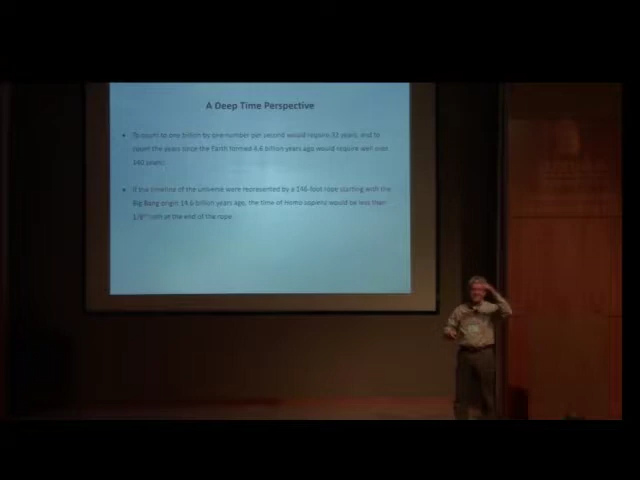 A Deep Time Perspective
To count to one billion by one number per second would require 33 years, and to
count the years since the Earth formed 4.6 billion years ago would require well over
140 years.
If the timeline of the universe were represented by a 146-foot rope starting with the
Big Bang origin 14.6 billion years ago, the time of Homo sapiens would be less than
1/8th inch at the end of the rope.